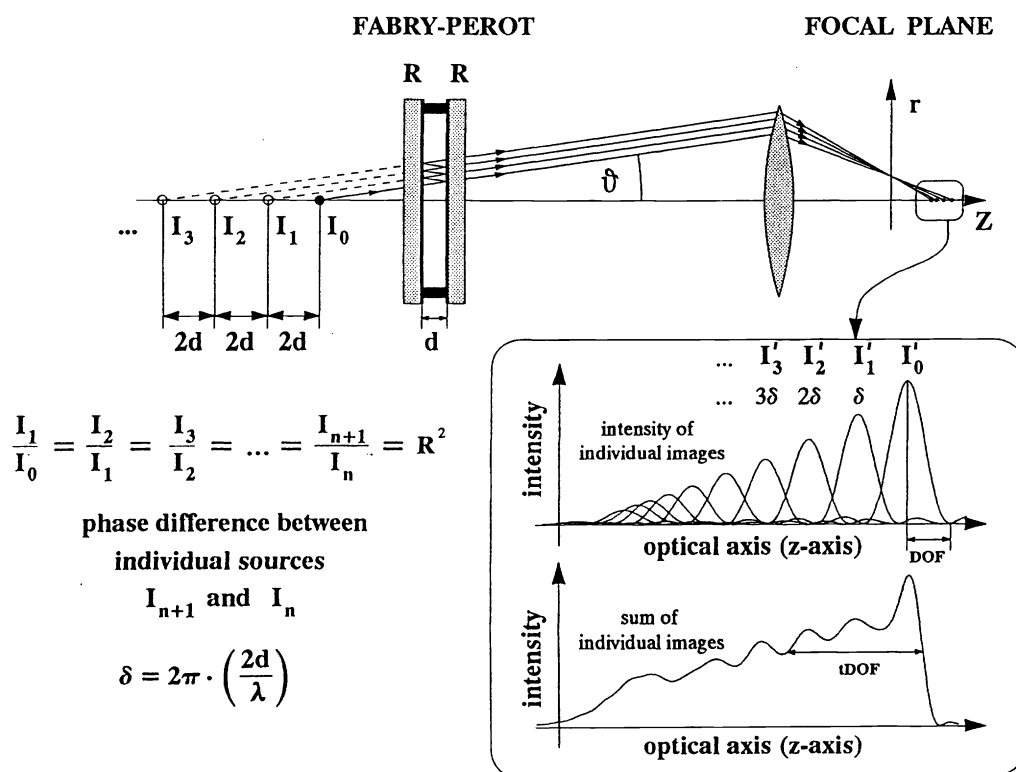 FABRY-PEROT
FOCAL PLANE
R R
r
ϑ
... I₃ I₂ I₁ I₀
Z
2d 2d 2d
d
I₁/I₀ = I₂/I₁ = I₃/I₂ = ... = Iₙ₊₁/Iₙ = R²
phase difference between
individual sources
Iₙ₊₁ and Iₙ
δ = 2π · (2d/λ)
... I'₃ I'₂ I'₁ I'₀
... 3δ 2δ δ
intensity
intensity of
individual images
optical axis (z-axis)
DOF
intensity
sum of
individual images
tDOF
optical axis (z-axis)